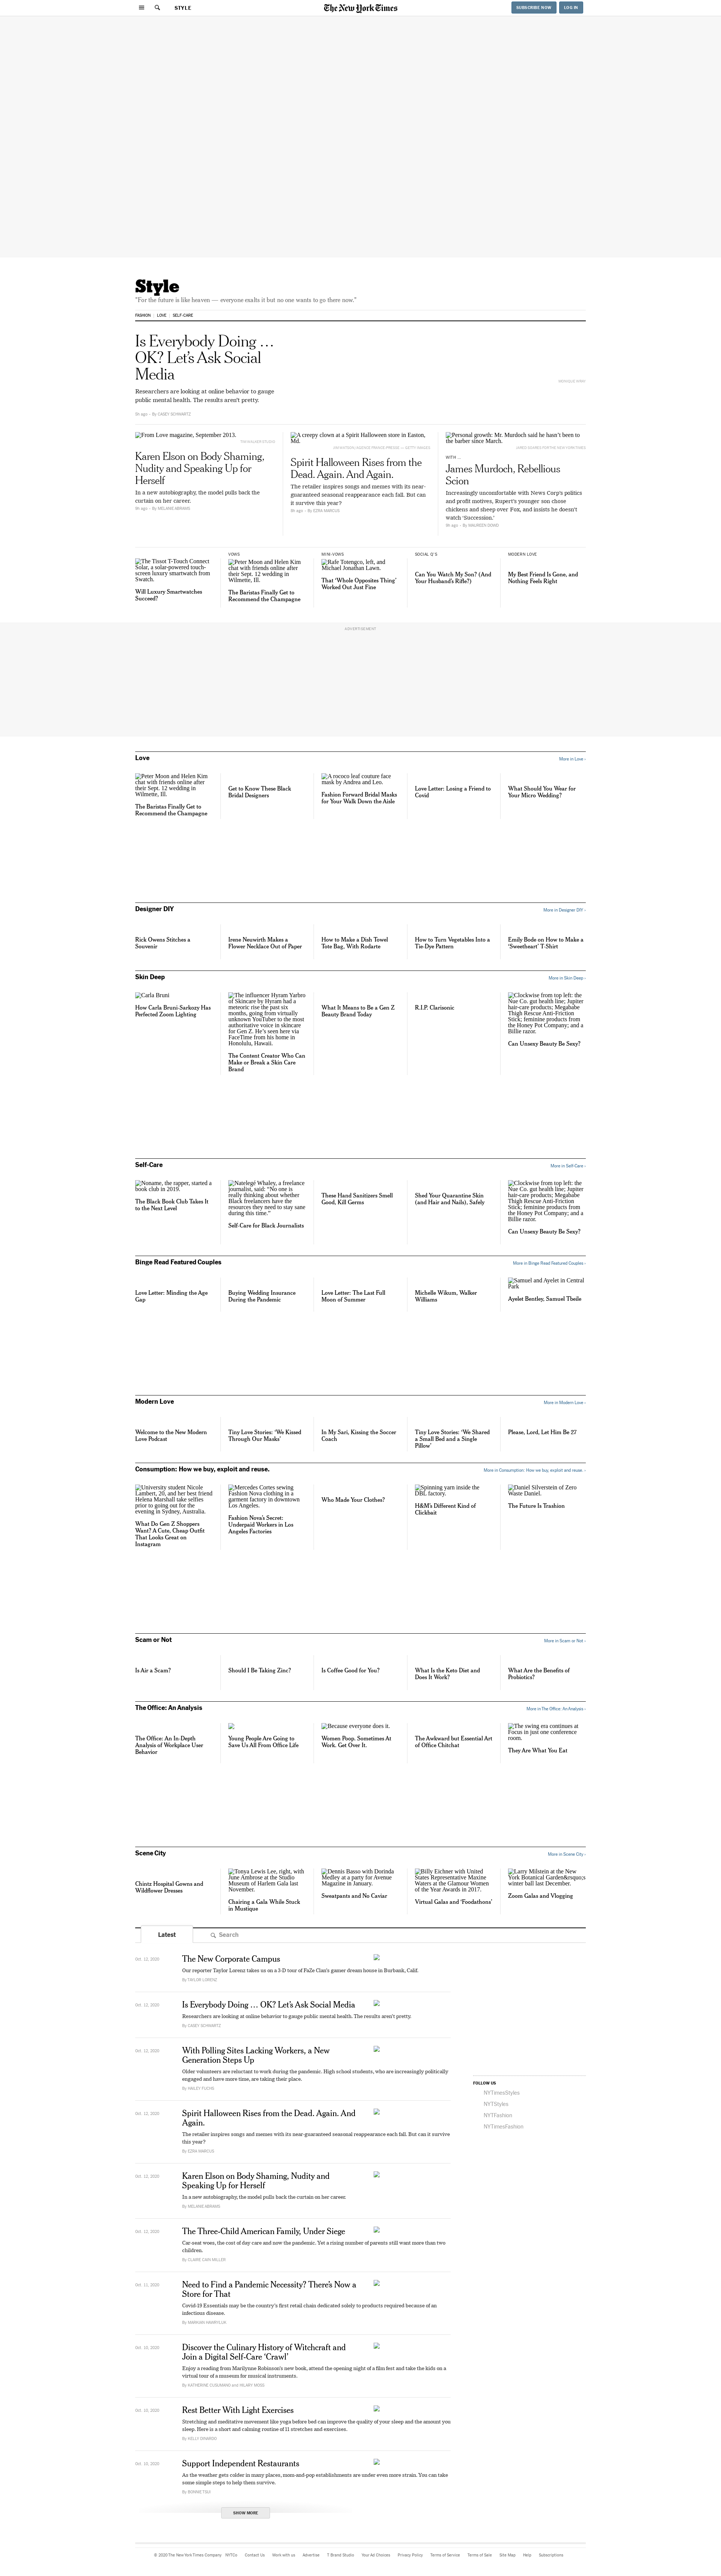 STYLE
The New York Times
SUBSCRIBE NOW
LOG IN
Style
"For the future is like heaven — everyone exalts it but no one wants to go there now."
FASHION
LOVE
SELF-CARE
Is Everybody Doing …
OK? Let's Ask Social
Media
Researchers are looking at online behavior to gauge
public mental health. The results aren't pretty.
5h ago
By CASEY SCHWARTZ
From Love magazine, September 2013.
Karen Elson on Body Shaming,
Nudity and Speaking Up for
Herself
In a new autobiography, the model pulls back the
curtain on her career.
By MELANIE ABRAMS
A creepy clown at a Spirit Halloween store in Easton,
Md.
Spirit Halloween Rises from the
Dead. Again. And Again.
The retailer inspires songs and memes with its near-
guaranteed seasonal reappearance each fall. But can
it survive this year?
By EZRA MARCUS
Personal growth: Mr. Murdoch said he hasn't been to
the barber since March.
WITH …
James Murdoch, Rebellious
Scion
Increasingly uncomfortable with News Corp's politics
and profit motives, Rupert's younger son chose
chickens and sheep over Fox, and insists he doesn't
watch 'Succession.'
By MAUREEN DOWD
The Tissot T-Touch Connect
Solar, a solar-powered touch-
screen luxury smartwatch from
Swatch.
Will Luxury Smartwatches
Succeed?
VOWS
Peter Moon and Helen Kim
chat with friends online after
their Sept. 12 wedding in
Wilmette, Ill.
The Baristas Finally Get to
Recommend the Champagne
MINI-VOWS
Rafe Totengco, left, and
Michael Jonathan Lawn.
That 'Whole Opposites Thing'
Worked Out Just Fine
SOCIAL Q'S
Can You Watch My Son? (And
Your Husband's Rifle?)
MODERN LOVE
My Best Friend Is Gone, and
Nothing Feels Right
ADVERTISEMENT
Love
More in Love ›
Peter Moon and Helen Kim
chat with friends online after
their Sept. 12 wedding in
Wilmette, Ill.
The Baristas Finally Get to
Recommend the Champagne
Get to Know These Black
Bridal Designers
A rococo leaf couture face
mask by Andrea and Leo.
Fashion Forward Bridal Masks
for Your Walk Down the Aisle
Love Letter: Losing a Friend to
Covid
What Should You Wear for
Your Micro Wedding?
Designer DIY
More in Designer DIY ›
Rick Owens Stitches a
Souvenir
Irene Neuwirth Makes a
Flower Necklace Out of Paper
How to Make a Dish Towel
Tote Bag, With Rodarte
How to Turn Vegetables Into a
Tie-Dye Pattern
Emily Bode on How to Make a
'Sweetheart' T-Shirt
Skin Deep
More in Skin Deep ›
Carla Bruni
How Carla Bruni-Sarkozy Has
Perfected Zoom Lighting
The influencer Hyram Yarbro
of Skincare by Hyram had a
meteoric rise the past six
months, going from virtually
unknown YouTuber to the most
authoritative voice in skincare
for Gen Z. He's seen here via
FaceTime from his home in
Honolulu, Hawaii.
The Content Creator Who Can
Make or Break a Skin Care
Brand
What It Means to Be a Gen Z
Beauty Brand Today
R.I.P. Clarisonic
Clockwise from top left: the
Nue Co. gut health line; Jupiter
hair-care products; Megababe
Thigh Rescue Anti-Friction
Stick; feminine products from
the Honey Pot Company; and a
Billie razor.
Can Unsexy Beauty Be Sexy?
Self-Care
More in Self-Care ›
Noname, the rapper, started a
book club in 2019.
The Black Book Club Takes It
to the Next Level
Natelegé Whaley, a freelance
journalist, said: "No one is
really thinking about whether
Black freelancers have the
resources they need to stay sane
during this time."
Self-Care for Black Journalists
These Hand Sanitizers Smell
Good, Kill Germs
Shed Your Quarantine Skin
(and Hair and Nails), Safely
Clockwise from top left: the
Nue Co. gut health line; Jupiter
hair-care products; Megababe
Thigh Rescue Anti-Friction
Stick; feminine products from
the Honey Pot Company; and a
Billie razor.
Can Unsexy Beauty Be Sexy?
Binge Read Featured Couples
More in Binge Read Featured Couples ›
Love Letter: Minding the Age
Gap
Buying Wedding Insurance
During the Pandemic
Love Letter: The Last Full
Moon of Summer
Michelle Wikum, Walker
Williams
Samuel and Ayelet in Central
Park
Ayelet Bentley, Samuel Tbeile
Modern Love
More in Modern Love ›
Welcome to the New Modern
Love Podcast
Tiny Love Stories: 'We Kissed
Through Our Masks'
In My Sari, Kissing the Soccer
Coach
Tiny Love Stories: 'We Shared
a Small Bed and a Single
Pillow'
Please, Lord, Let Him Be 27
Consumption: How we buy, exploit and reuse.
More in Consumption: How we buy, exploit and reuse. ›
University student Nicole
Lambert, 20, and her best friend
Helena Marshall take selfies
prior to going out for the
evening in Sydney, Australia.
What Do Gen Z Shoppers
Want? A Cute, Cheap Outfit
That Looks Great on
Instagram
Mercedes Cortes sewing
Fashion Nova clothing in a
garment factory in downtown
Los Angeles.
Fashion Nova's Secret:
Underpaid Workers in Los
Angeles Factories
Who Made Your Clothes?
Spinning yarn inside the
DBL factory.
H&M's Different Kind of
Clickbait
Daniel Silverstein of Zero
Waste Daniel.
The Future Is Trashion
Scam or Not
More in Scam or Not ›
Is Air a Scam?
Should I Be Taking Zinc?
Is Coffee Good for You?
What Is the Keto Diet and
Does It Work?
What Are the Benefits of
Probiotics?
The Office: An Analysis
More in The Office: An Analysis ›
The Office: An In-Depth
Analysis of Workplace User
Behavior
Young People Are Going to
Save Us All From Office Life
Because everyone does it.
Women Poop. Sometimes At
Work. Get Over It.
The Awkward but Essential Art
of Office Chitchat
The swing era continues at
Focus in just one conference
room.
They Are What You Eat
Scene City
More in Scene City ›
Chintz Hospital Gowns and
Wildflower Dresses
Tonya Lewis Lee, right, with
June Ambrose at the Studio
Museum of Harlem Gala last
November.
Chairing a Gala While Stuck
in Mustique
Dennis Basso with Dorinda
Medley at a party for Avenue
Magazine in January.
Sweatpants and No Caviar
Billy Eichner with United
States Representative Maxine
Waters at the Glamour Women
of the Year Awards in 2017.
Virtual Galas and 'Foodathons'
Larry Milstein at the New
York Botanical Garden&rsquo;s
winter ball last December.
Zoom Galas and Vlogging
Latest
Search
Oct. 13, 2020
The New Corporate Campus
Our reporter Taylor Lorenz takes us on a 3-D tour of FaZe Clan's gamer dream house in Burbank, Calif.
By TAYLOR LORENZ
Oct. 13, 2020
Is Everybody Doing … OK? Let's Ask Social Media
Researchers are looking at online behavior to gauge public mental health. The results aren't pretty.
By CASEY SCHWARTZ
Oct. 13, 2020
With Polling Sites Lacking Workers, a New
Generation Steps Up
Older volunteers are reluctant to work during the pandemic. High school students, who are increasingly politically
engaged and have more time, are taking their place.
By HAILEY FUCHS
Oct. 13, 2020
Spirit Halloween Rises from the Dead. Again. And
Again.
The retailer inspires songs and memes with its near-guaranteed seasonal reappearance each fall. But can it survive
this year?
By EZRA MARCUS
Oct. 12, 2020
Karen Elson on Body Shaming, Nudity and
Speaking Up for Herself
In a new autobiography, the model pulls back the curtain on her career.
By MELANIE ABRAMS
Oct. 12, 2020
The Three-Child American Family, Under Siege
Car-seat woes, the cost of day care and now the pandemic. Yet a rising number of parents still want more than two
children.
By CLAIRE CAIN MILLER
Oct. 11, 2020
Need to Find a Pandemic Necessity? There's Now a
Store for That
Covid-19 Essentials may be the country's first retail chain dedicated solely to products required because of an
infectious disease.
By MARKIAN HAWRYLUK
Oct. 10, 2020
Discover the Culinary History of Witchcraft and
Join a Digital Self-Care 'Crawl'
Enjoy a reading from Marilynne Robinson's new book, attend the opening night of a film fest and take the kids on a
virtual tour of a museum for musical instruments.
By KATHERINE CUSUMANO and HILARY MOSS
Oct. 10, 2020
Rest Better With Light Exercises
Stretching and meditative movement like yoga before bed can improve the quality of your sleep and the amount you
sleep. Here is a short and calming routine of 11 stretches and exercises.
By KELLY DINARDO
Oct. 10, 2020
Support Independent Restaurants
As the weather gets colder in many places, mom-and-pop establishments are under even more strain. You can take
some simple steps to help them survive.
By BONNIE TSUI
SHOW MORE
FOLLOW US
NYTimesStyles
NYTStyles
NYTFashion
NYTimesFashion
© 2020 The New York Times Company
NYTCo
Contact Us
Work with us
Advertise
T Brand Studio
Your Ad Choices
Privacy Policy
Terms of Service
Terms of Sale
Site Map
Help
Subscriptions